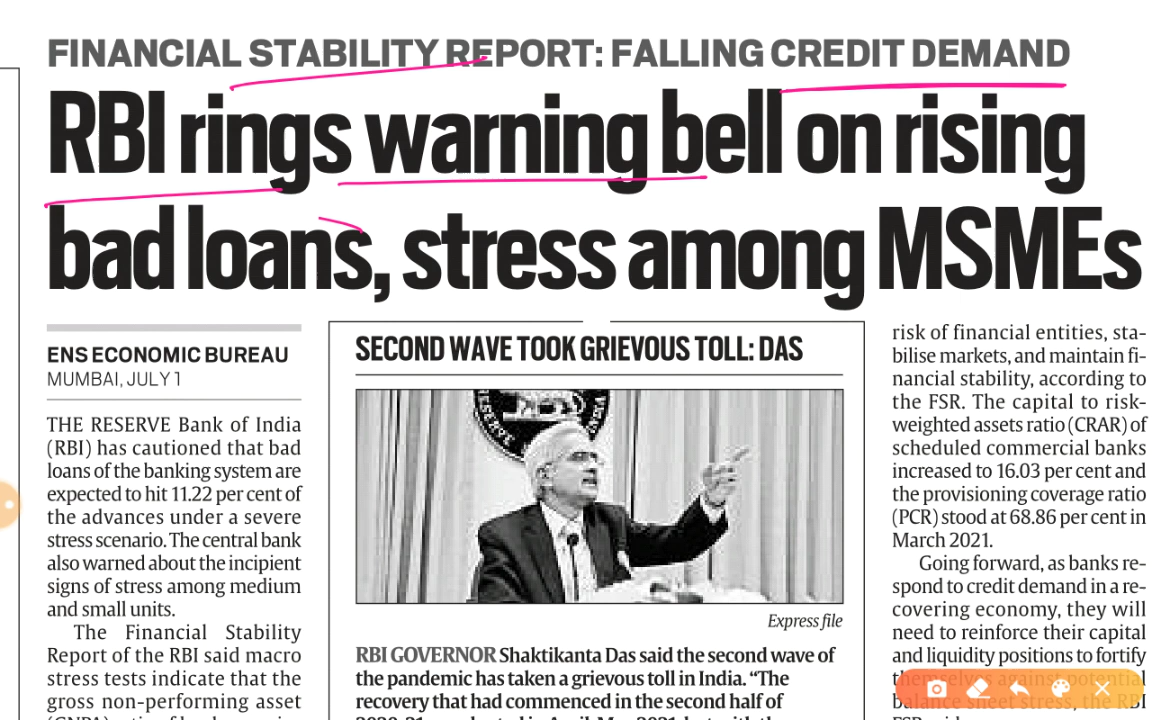 FINANCIAL STABILITY REPORT: FALLING CREDIT DEMAND
RBI rings warning bell on rising
bad loans, stress among MSMEs
ENS ECONOMIC BUREAU
MUMBAI, JULY 1
THE RESERVE Bank of India
(RBI) has cautioned that bad
loans of the banking system are
expected to hit 11.22 per cent of
the advances under a severe
stress scenario. The central bank
also warned about the incipient
signs of stress among medium
and small units.
The Financial Stability
Report of the RBI said macro
stress tests indicate that the
gross non-performing asset
SECOND WAVE TOOK GRIEVOUS TOLL: DAS
RESERVE
Express file
RBI GOVERNOR Shaktikanta Das said the second wave of
the pandemic has taken a grievous toll in India. “The
recovery that had commenced in the second half of
risk of financial entities, sta-
bilise markets, and maintain fi-
nancial stability, according to
the FSR. The capital to risk-
weighted assets ratio (CRAR) of
scheduled commercial banks
increased to 16.03 per cent and
the provisioning coverage ratio
(PCR) stood at 68.86 per cent in
March 2021.
Going forward, as banks re-
spond to credit demand in a re-
covering economy, they will
need to reinforce their capital
and liquidity positions to fortify
themselves against potential
balance sheet stress, the RBI